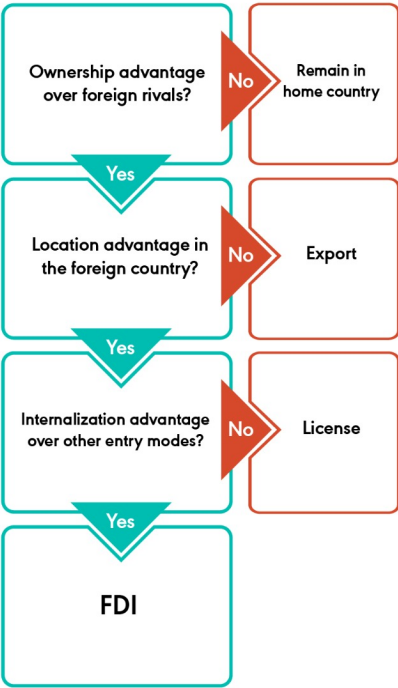 Ownership advantage
over foreign rivals?
No
Remain in
home country
Yes
Location advantage in
the foreign country?
No
Export
Yes
Internalization advantage
over other entry modes?
No
License
Yes
FDI